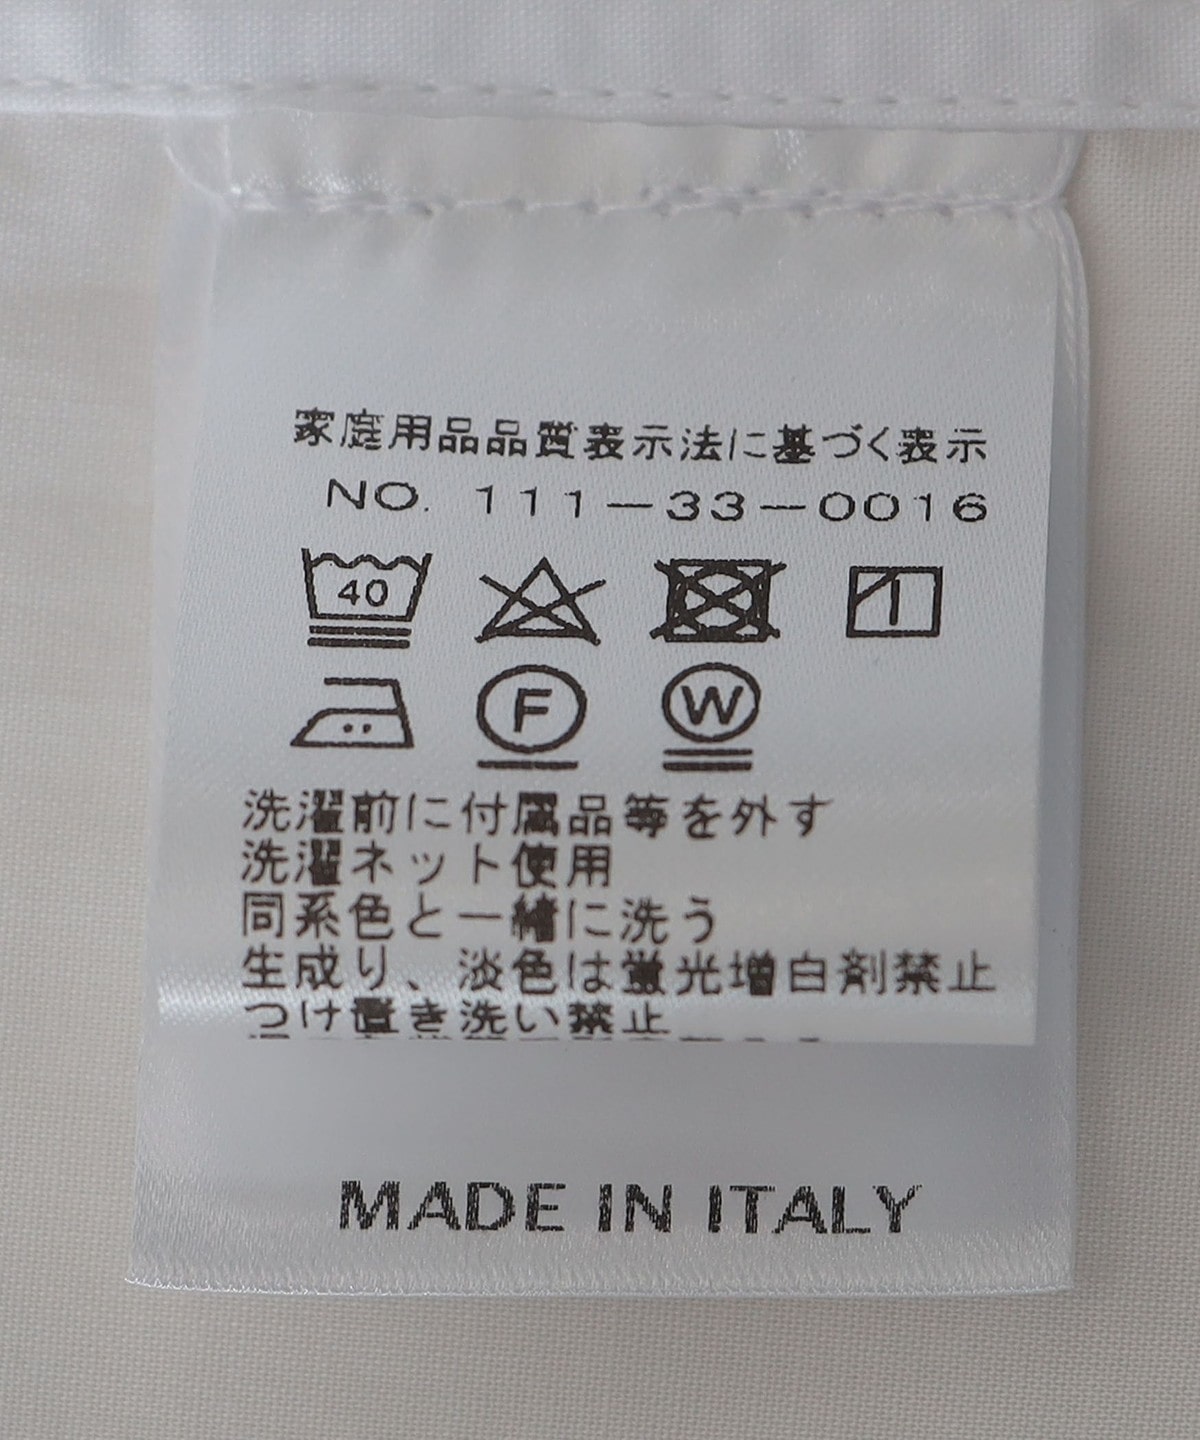 家庭用品品質表示法に基づく表示
NO. 111-33-0016
40
F
W
洗濯前に付属品等を外す
洗濯ネット使用
同系色と一緒に洗う
生成り、淡色は蛍光増白剤禁止
つけ置き洗い禁止
MADE IN ITALY